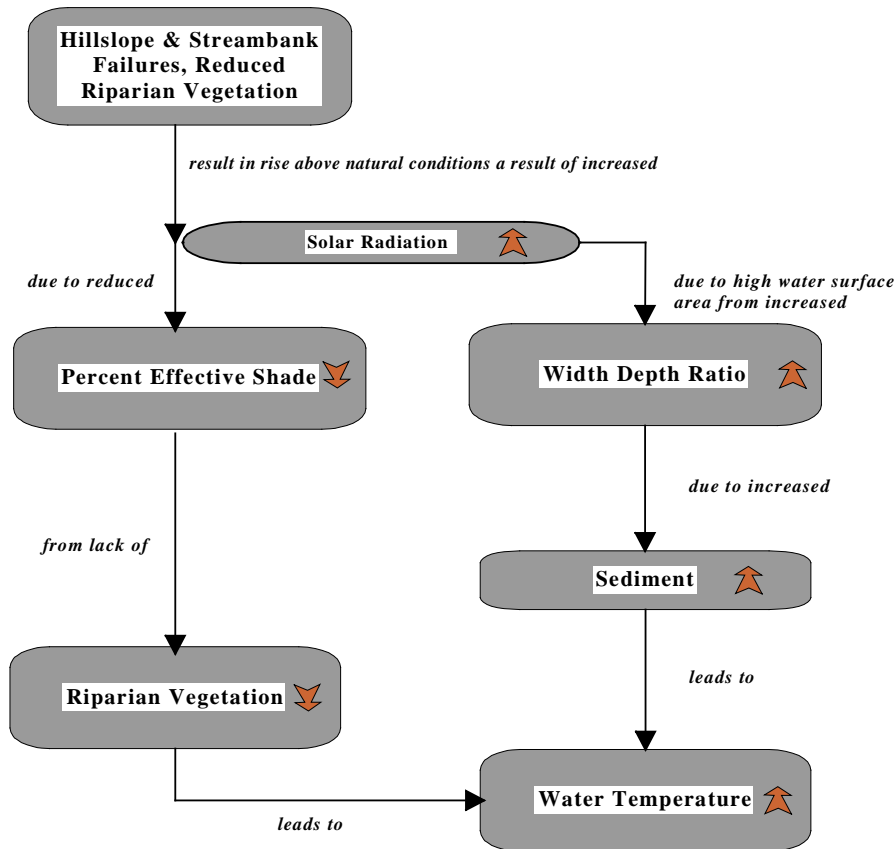 Hillslope & Streambank
Failures, Reduced
Riparian Vegetation
result in rise above natural conditions a result of increased
Solar Radiation
due to reduced
due to high water surface
area from increased
Percent Effective Shade
Width Depth Ratio
due to increased
from lack of
Sediment
leads to
Riparian Vegetation
Water Temperature
leads to